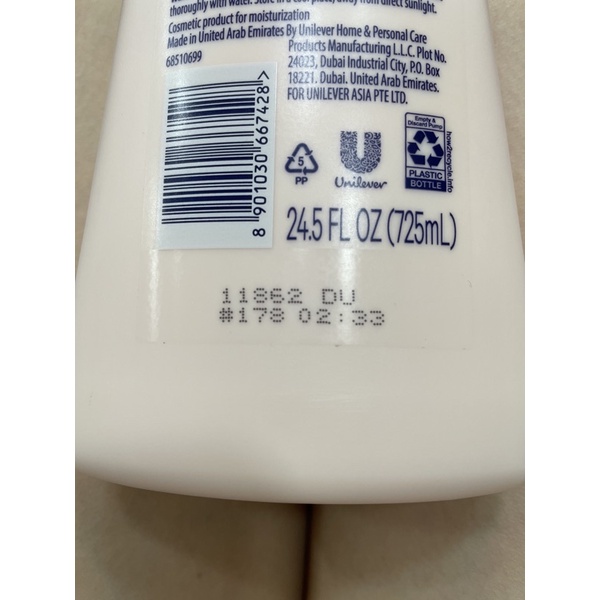 thoroughly with water. Store in a cool place, away from direct sunlight.
Cosmetic product for moisturization
Made in United Arab Emirates By Unilever Home & Personal Care
Products Manufacturing L.L.C. Plot No.
24023, Dubai Industrial City, P.O. Box
18221. Dubai. United Arab Emirates.
FOR UNILEVER ASIA PTE LTD.
68510699
8 901030 667428>
5
PP
Unilever
Empty &
Discard Pump
PLASTIC
BOTTLE
how2recycle.info
24.5 FL OZ (725mL)
11862 DU
#178 02:33